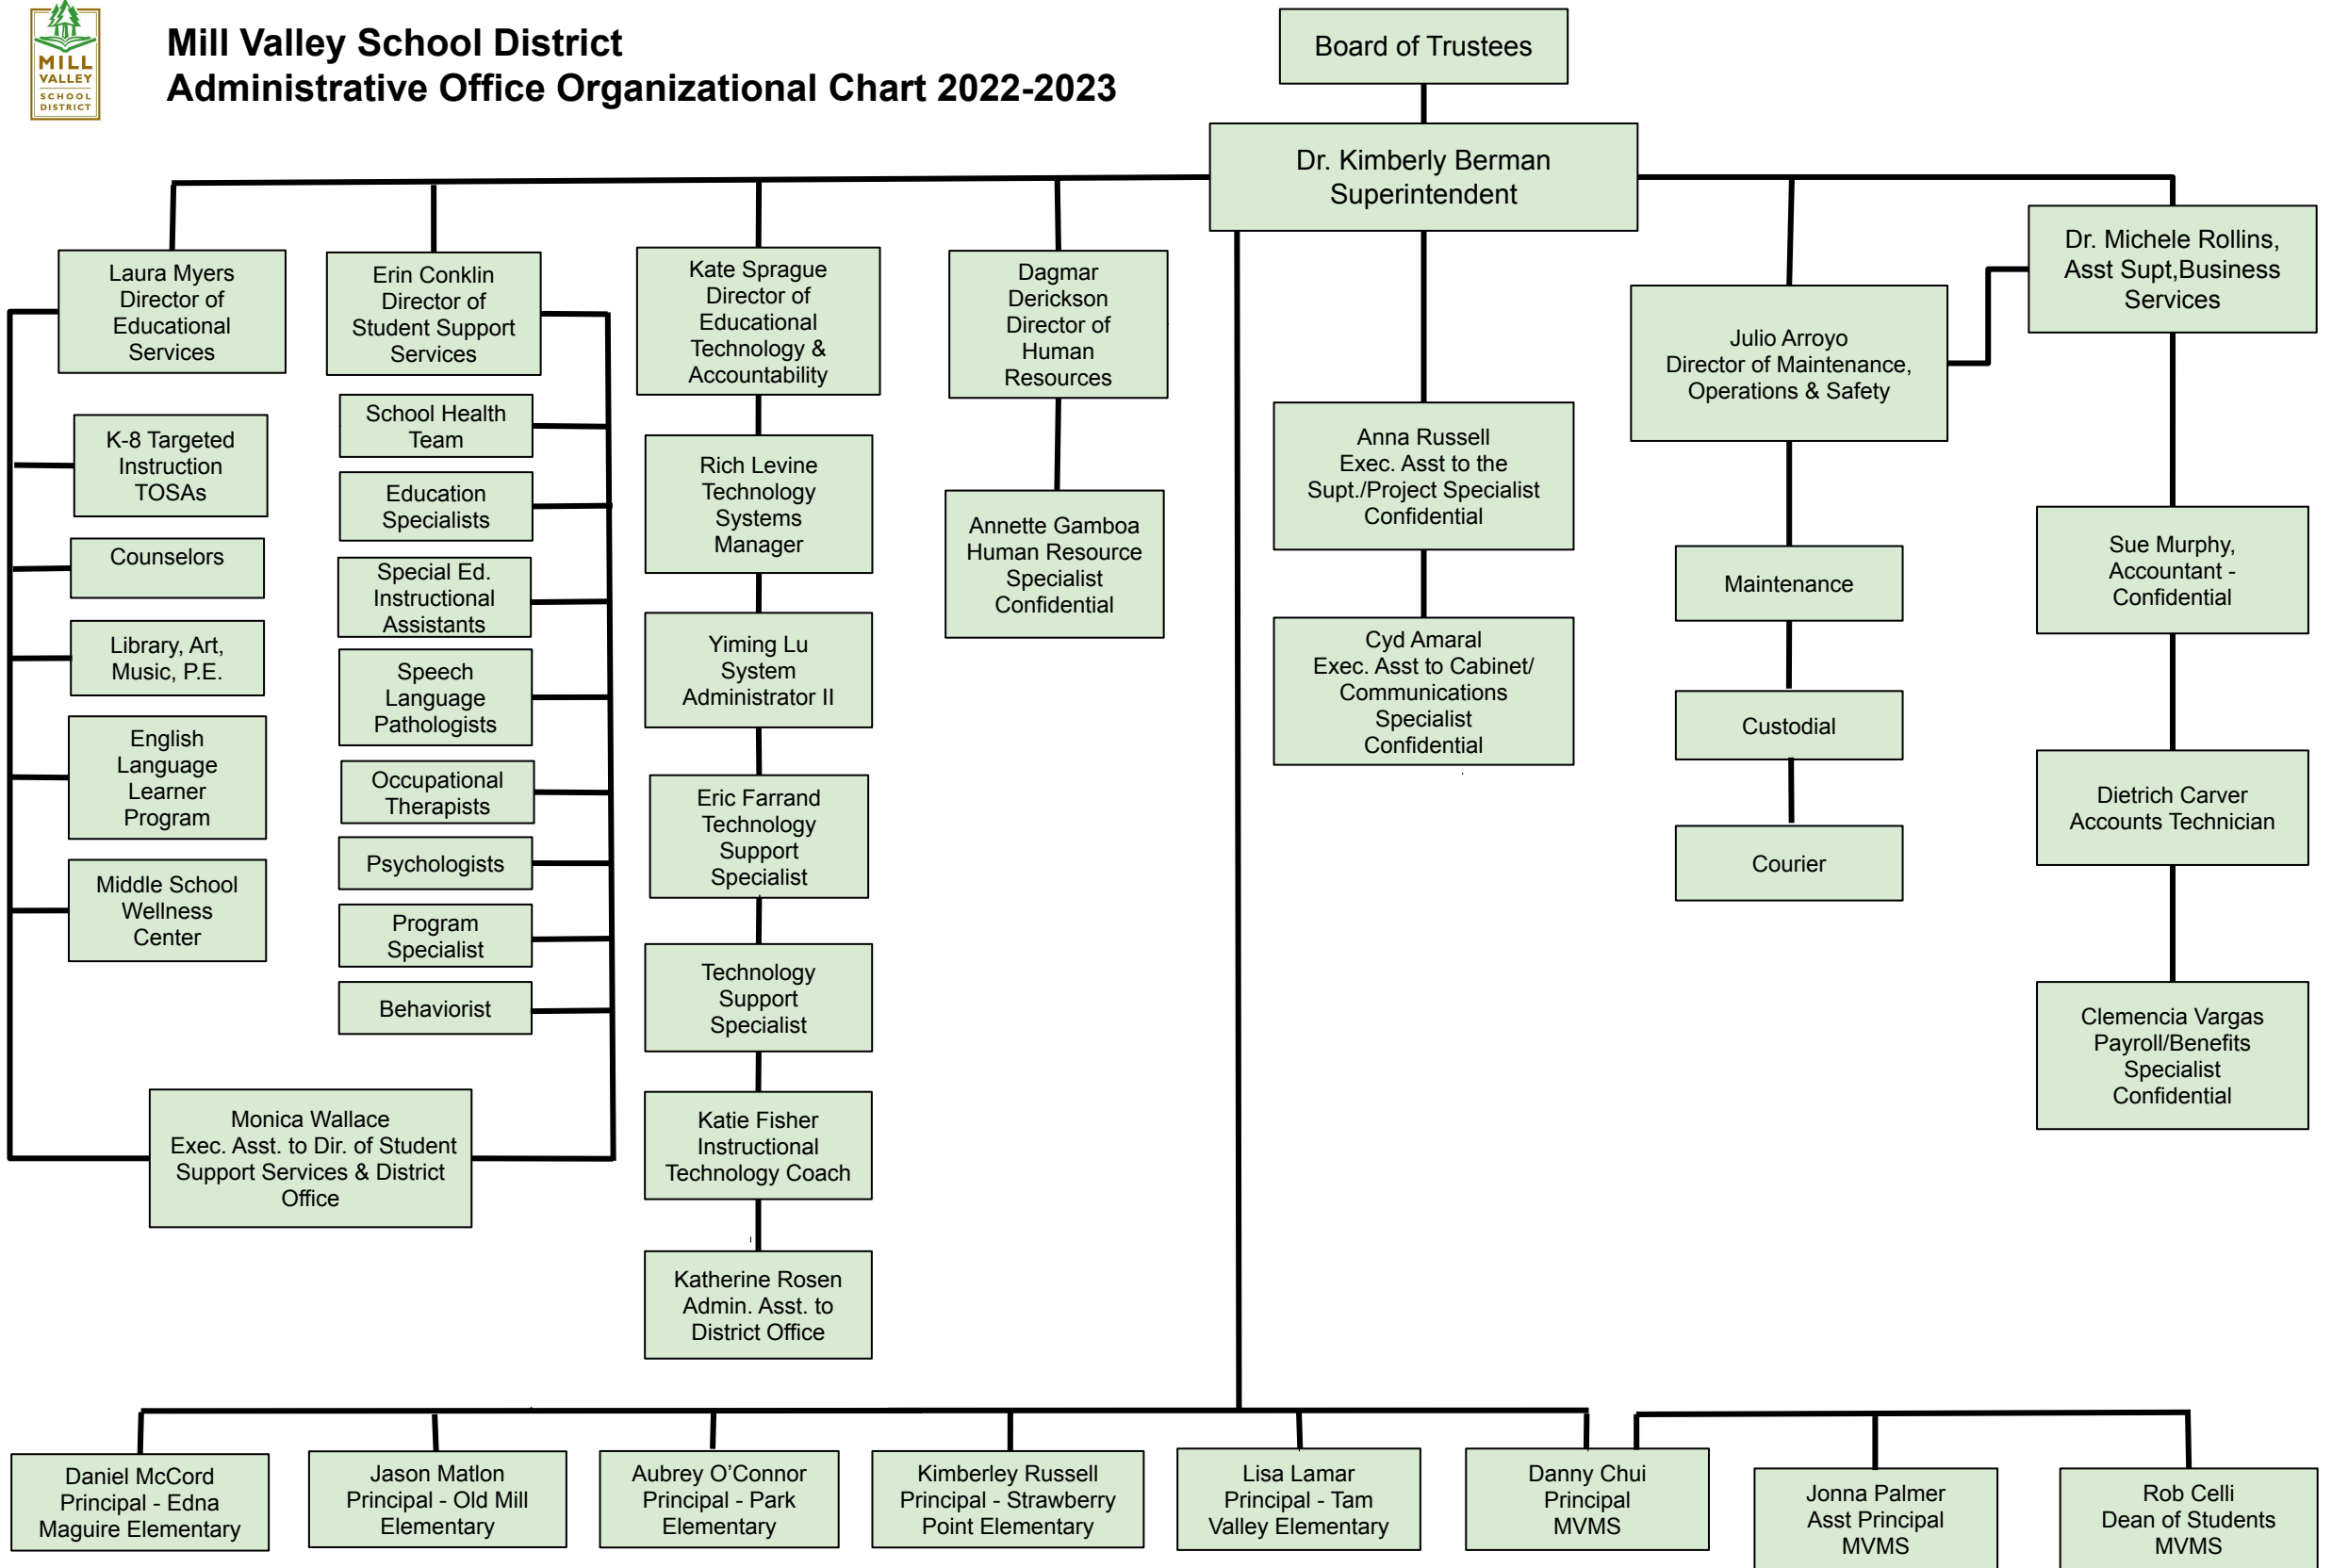 MILL
VALLEY
SCHOOL
DISTRICT
Mill Valley School District
Administrative Office Organizational Chart 2022-2023
Board of Trustees
Dr. Kimberly Berman
Superintendent
Laura Myers
Director of
Educational
Services
K-8 Targeted
Instruction
TOSAs
Counselors
Library, Art,
Music, P.E.
English
Language
Learner
Program
Middle School
Wellness
Center
Erin Conklin
Director of
Student Support
Services
School Health
Team
Education
Specialists
Special Ed.
Instructional
Assistants
Speech
Language
Pathologists
Occupational
Therapists
Psychologists
Program
Specialist
Behaviorist
Monica Wallace
Exec. Asst. to Dir. of Student
Support Services & District
Office
Kate Sprague
Director of
Educational
Technology &
Accountability
Rich Levine
Technology
Systems
Manager
Yiming Lu
System
Administrator II
Eric Farrand
Technology
Support
Specialist
Technology
Support
Specialist
Katie Fisher
Instructional
Technology Coach
Katherine Rosen
Admin. Asst. to
District Office
Dagmar
Derickson
Director of
Human
Resources
Annette Gamboa
Human Resource
Specialist
Confidential
Anna Russell
Exec. Asst to the
Supt./Project Specialist
Confidential
Cyd Amaral
Exec. Asst to Cabinet/
Communications
Specialist
Confidential
Julio Arroyo
Director of Maintenance,
Operations & Safety
Maintenance
Custodial
Courier
Dr. Michele Rollins,
Asst Supt,Business
Services
Sue Murphy,
Accountant -
Confidential
Dietrich Carver
Accounts Technician
Clemencia Vargas
Payroll/Benefits
Specialist
Confidential
Daniel McCord
Principal - Edna
Maguire Elementary
Jason Matlon
Principal - Old Mill
Elementary
Aubrey O’Connor
Principal - Park
Elementary
Kimberley Russell
Principal - Strawberry
Point Elementary
Lisa Lamar
Principal - Tam
Valley Elementary
Danny Chui
Principal
MVMS
Jonna Palmer
Asst Principal
MVMS
Rob Celli
Dean of Students
MVMS